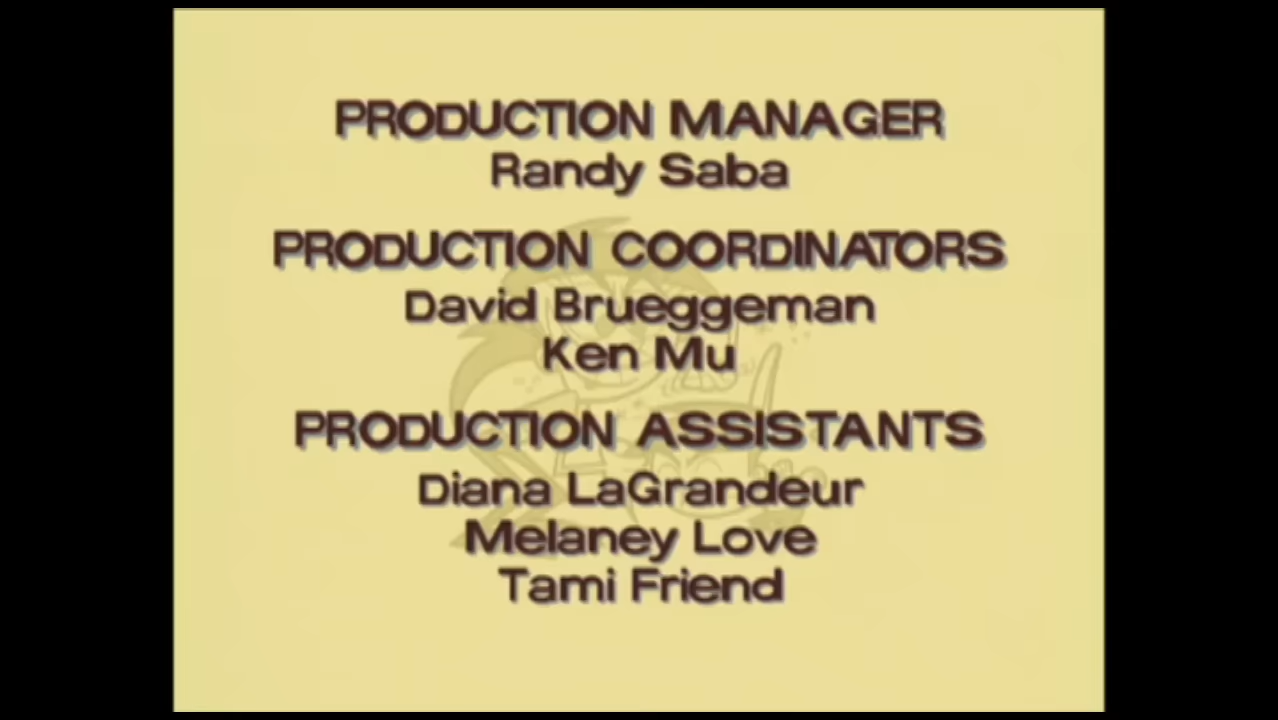 PRODUCTION MANAGER
Randy Saba
PRODUCTION COORDINATORS
David Brueggeman
Ken Mu
PRODUCTION ASSISTANTS
Diana LaGrandeur
Melaney Love
Tami Friend